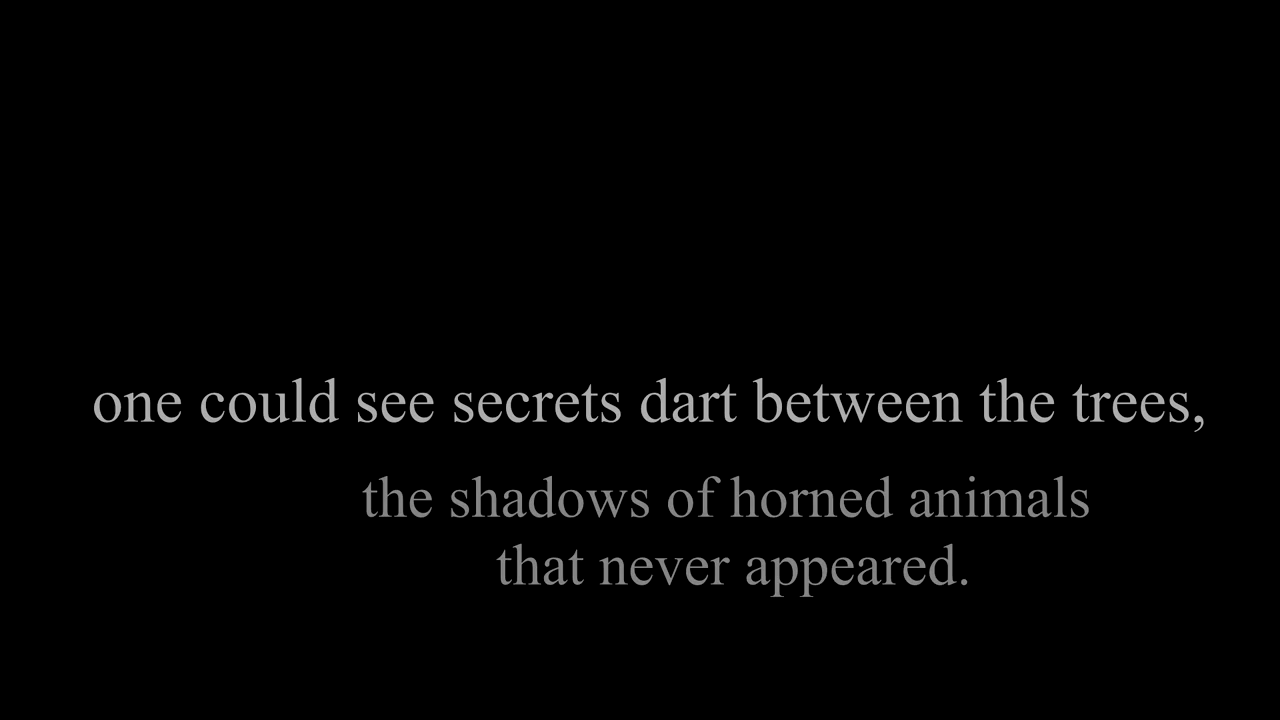 one could see secrets dart between the trees,
the shadows of horned animals
that never appeared.